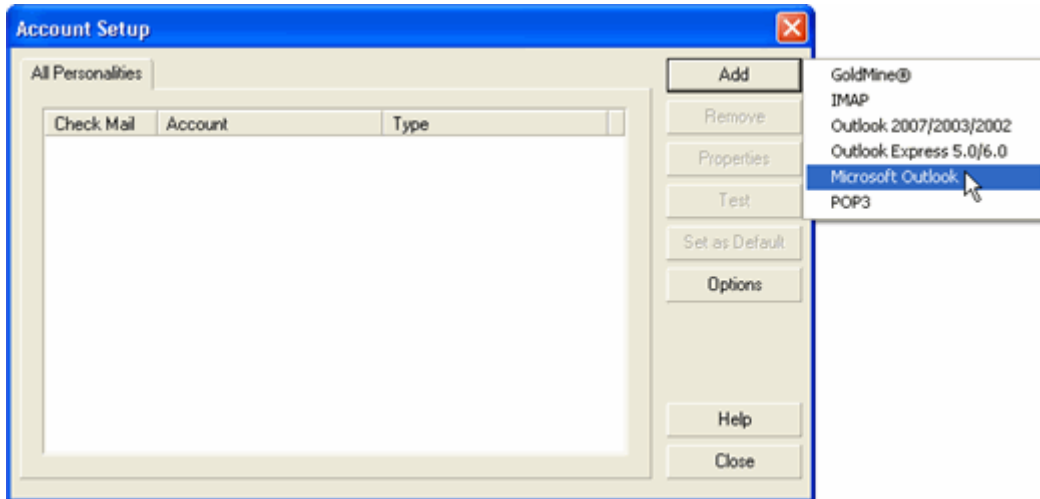 Account Setup
All Personalities
Check Mail Account Type
Add
Remove
Properties
Test
Set as Default
Options
Help
Close
GoldMine®
IMAP
Outlook 2007/2003/2002
Outlook Express 5.0/6.0
Microsoft Outlook
POP3